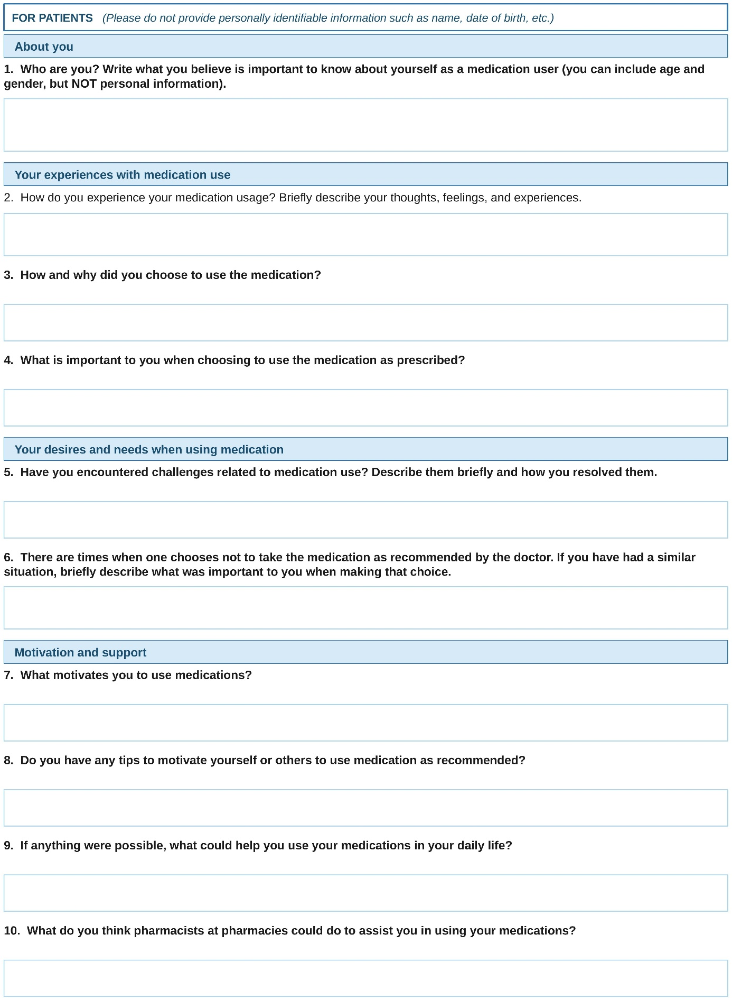 FOR PATIENTS (Please do not provide personally identifiable information such as name, date of birth, etc.)
About you
1. Who are you? Write what you believe is important to know about yourself as a medication user (you can include age and
gender, but NOT personal information).
Your experiences with medication use
2. How do you experience your medication usage? Briefly describe your thoughts, feelings, and experiences.
3. How and why did you choose to use the medication?
4. What is important to you when choosing to use the medication as prescribed?
Your desires and needs when using medication
5. Have you encountered challenges related to medication use? Describe them briefly and how you resolved them.
6. There are times when one chooses not to take the medication as recommended by the doctor. If you have had a similar
situation, briefly describe what was important to you when making that choice.
Motivation and support
7. What motivates you to use medications?
8. Do you have any tips to motivate yourself or others to use medication as recommended?
9. If anything were possible, what could help you use your medications in your daily life?
10. What do you think pharmacists at pharmacies could do to assist you in using your medications?